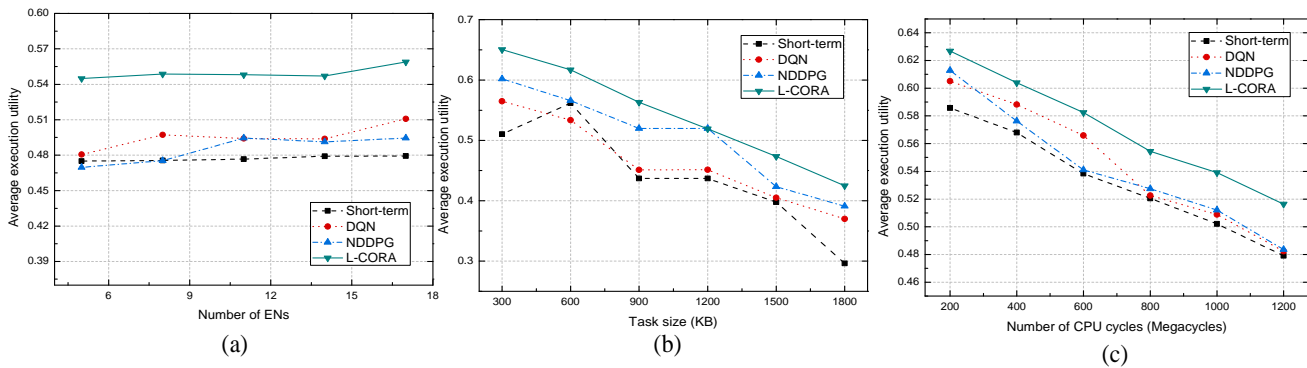 0.60
0.57
0.54
0.51
0.48
0.45
0.42
0.39
Average execution utility
Short-term
DQN
NDDPG
L-CORA
6
9
12
15
18
Number of ENs
(a)
0.7
0.6
0.5
0.4
0.3
Average execution utility
Short-term
DQN
NDDPG
L-CORA
300
600
900
1200
1500
1800
Task size (KB)
(b)
0.64
0.62
0.60
0.58
0.56
0.54
0.52
0.50
0.48
0.46
Average execution utility
Short-term
DQN
NDDPG
L-CORA
200
400
600
800
1000
1200
Number of CPU cycles (Megacycles)
(c)